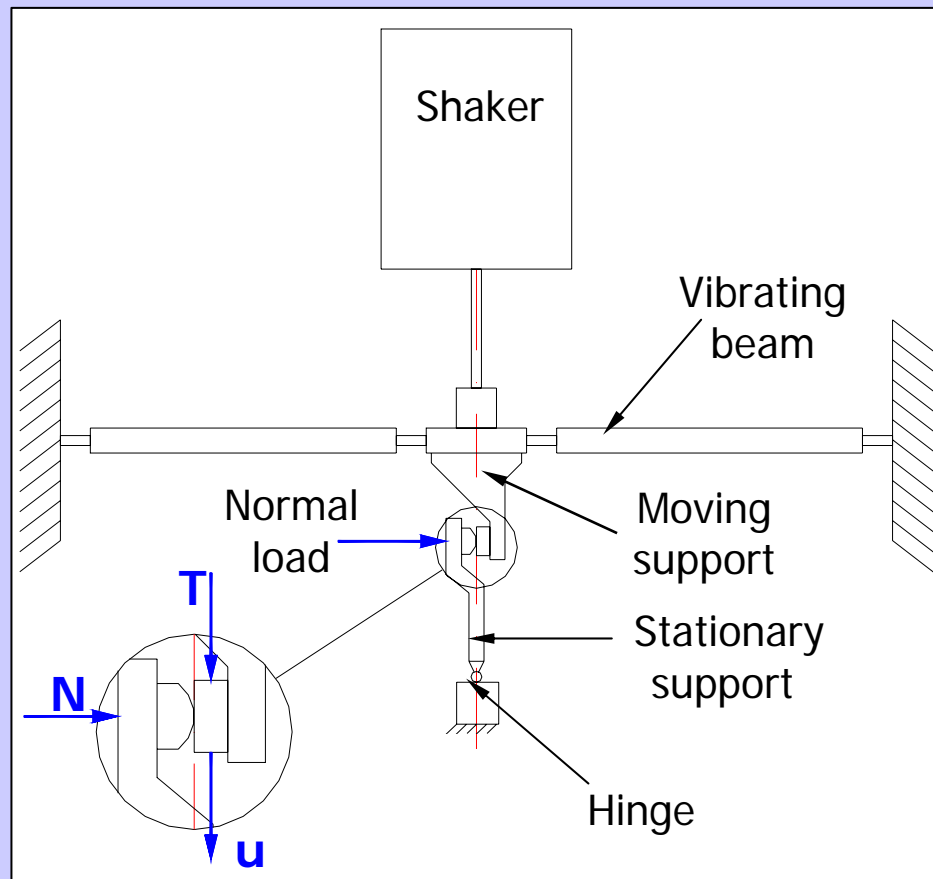 Shaker
Vibrating
beam
Normal
load
Moving
support
T
Stationary
support
N
Hinge
u